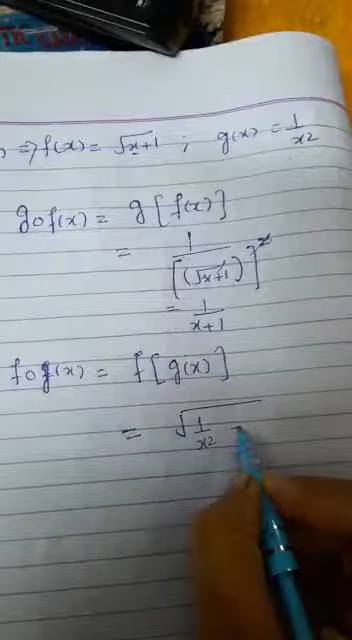 ⇒ f(x) = √x+1 ; g(x) = 1/x2
gof(x) = g[f(x)]
= 1/[(√x+1)]2
= 1/x+1
fog(x) = f[g(x)]
= √1/x2 -